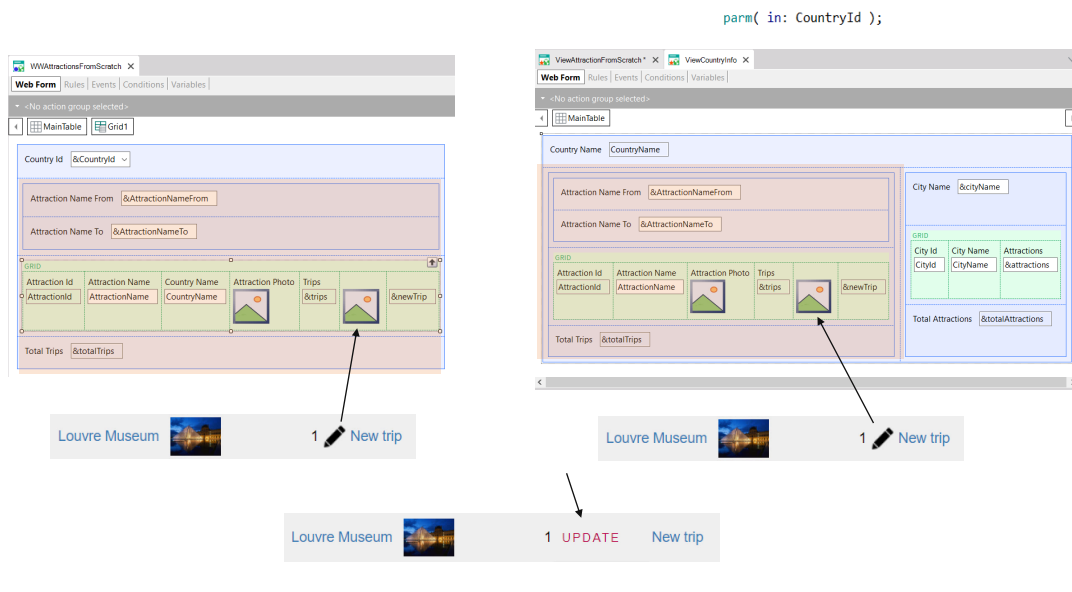 parm( in: CountryId );
WWAttractionsFromScratch
Web Form Rules Events Conditions Variables
<No action group selected>
MainTable Grid1
Country Id &CountryId
Attraction Name From &AttractionNameFrom
Attraction Name To &AttractionNameTo
GRID
Attraction Id Attraction Name Country Name Attraction Photo Trips
AttractionId AttractionName CountryName &trips &newTrip
Total Trips &totalTrips
Louvre Museum 1 New trip
ViewAttractionFromScratch * ViewCountryInfo
Web Form Rules Events Conditions Variables
<No action group selected>
MainTable
Country Name CountryName
Attraction Name From &AttractionNameFrom
Attraction Name To &AttractionNameTo
GRID
Attraction Id Attraction Name Attraction Photo Trips
AttractionId AttractionName &trips &newTrip
Total Trips &totalTrips
City Name &cityName
GRID
City Id City Name Attractions
CityId CityName &attractions
Total Attractions &totalAttractions
Louvre Museum 1 New trip
Louvre Museum 1 UPDATE New trip